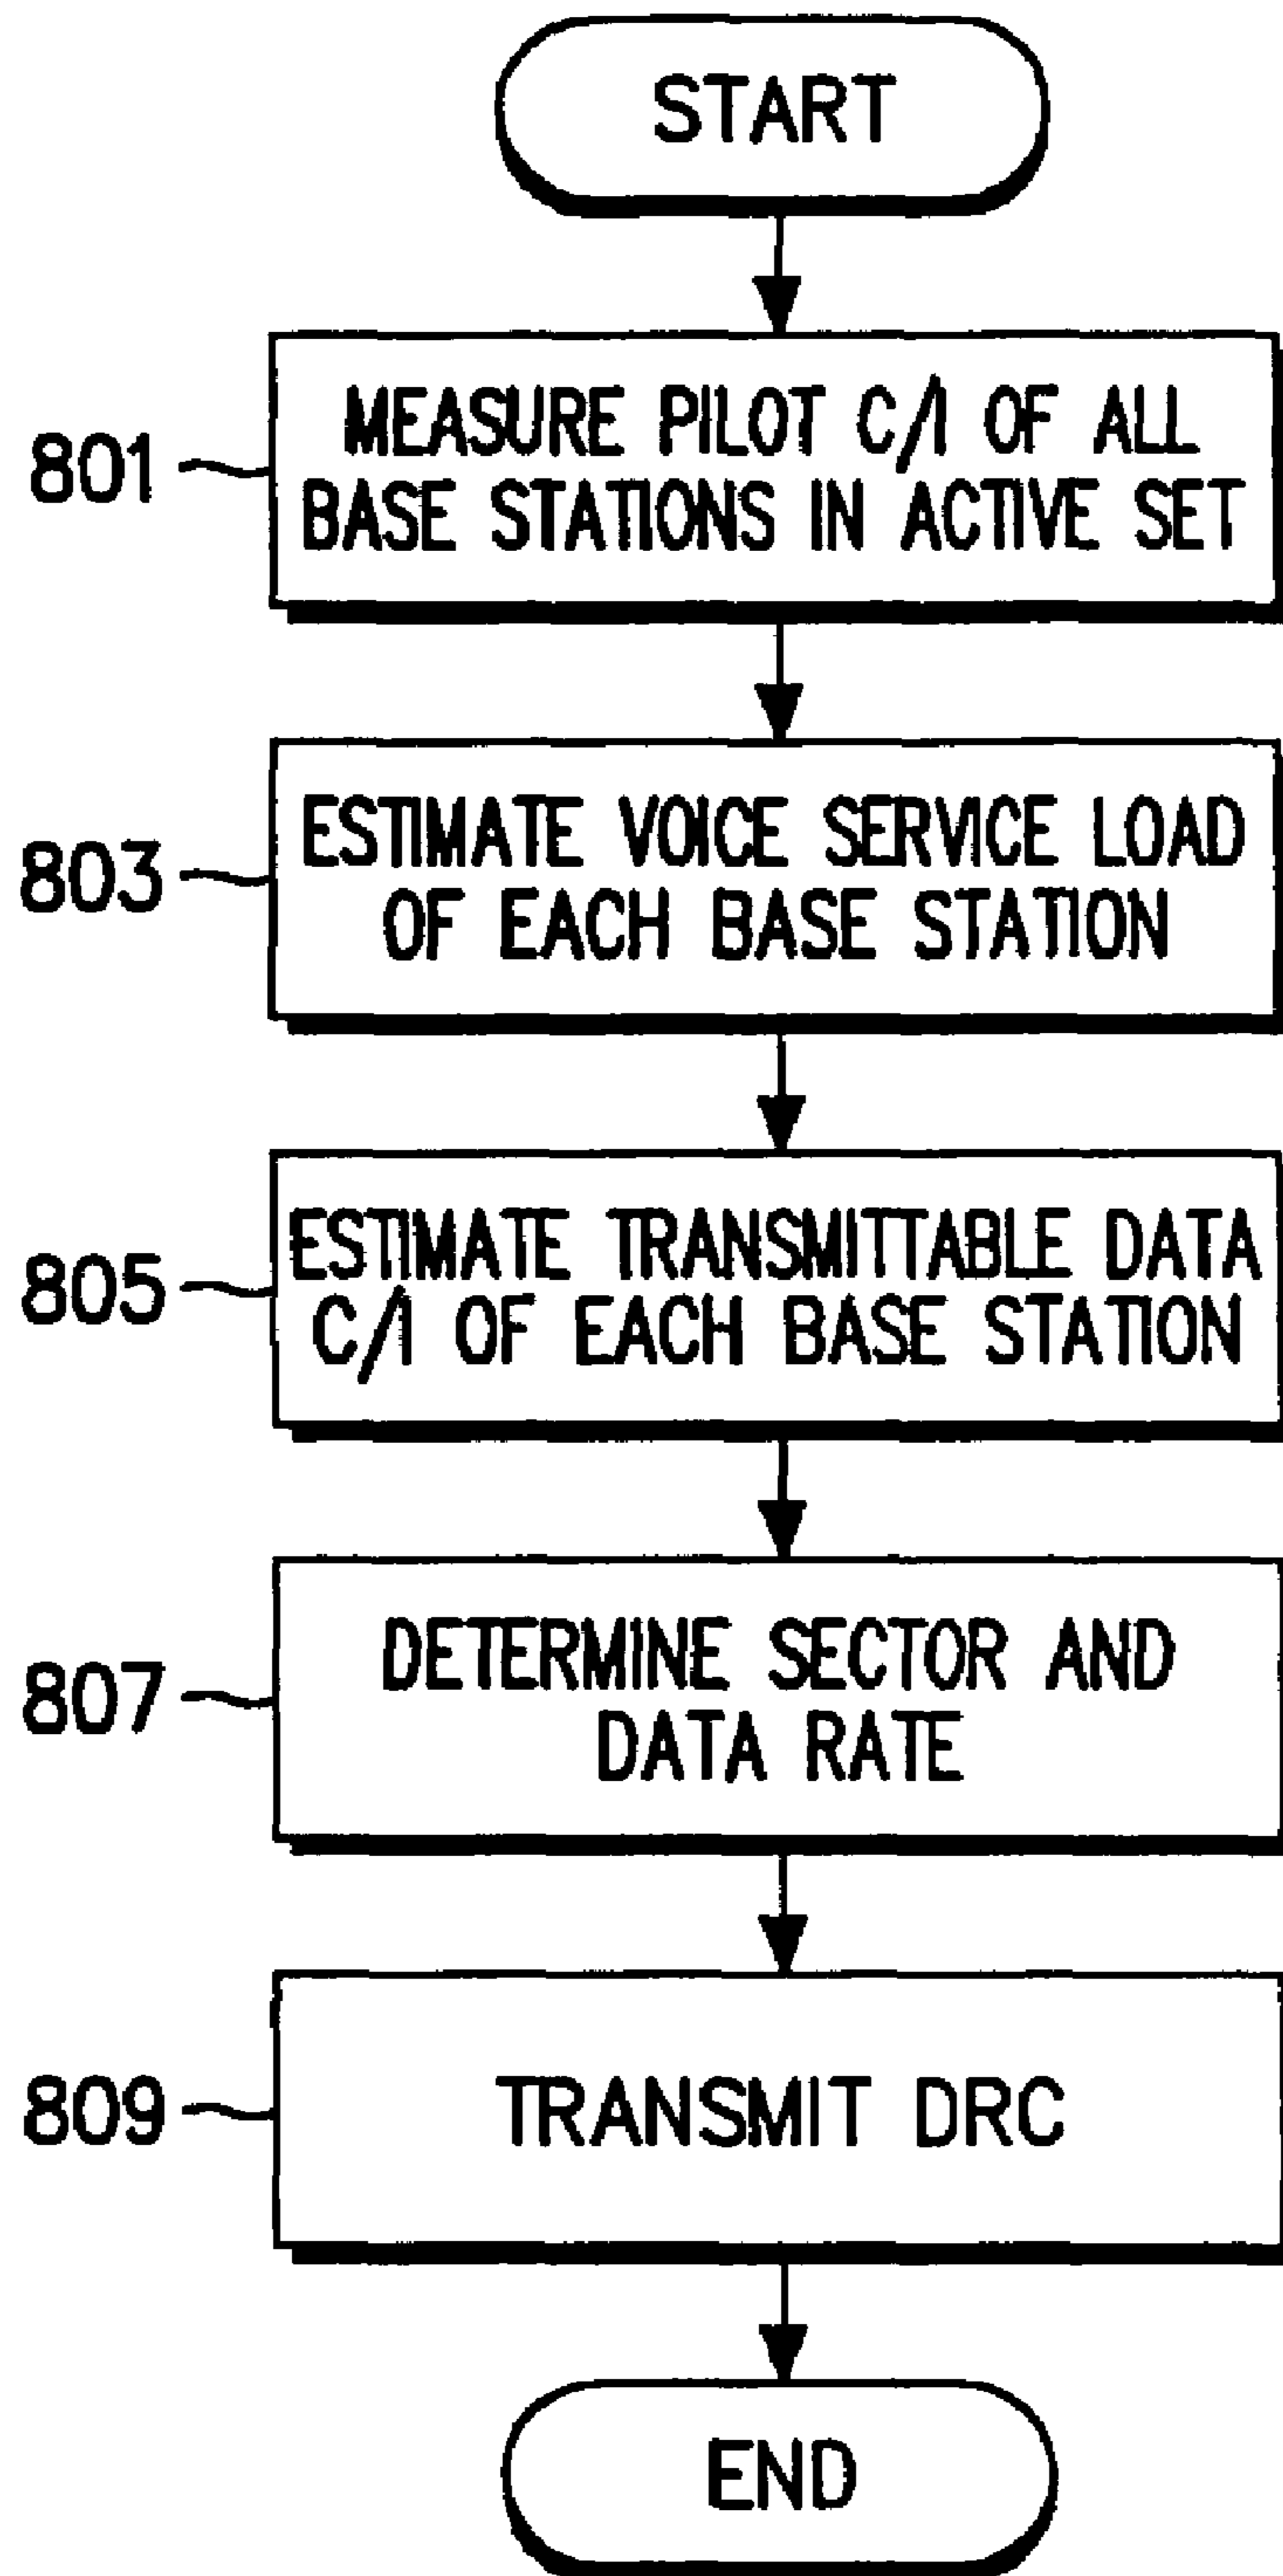 START
801
MEASURE PILOT C/I OF ALL
BASE STATIONS IN ACTIVE SET
803
ESTIMATE VOICE SERVICE LOAD
OF EACH BASE STATION
805
ESTIMATE TRANSMITTABLE DATA
C/I OF EACH BASE STATION
807
DETERMINE SECTOR AND
DATA RATE
809
TRANSMIT DRC
END